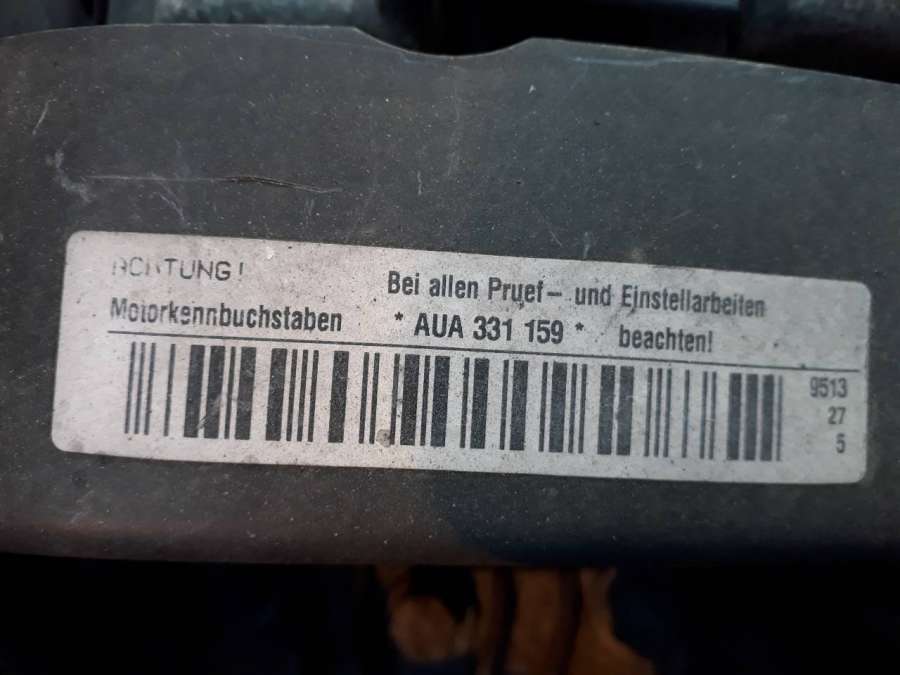 ACHTUNG! Bei allen Pruef- und Einstellarbeiten
Motorkennbuchstaben * AUA 331 159 * beachten!
9513
27
5